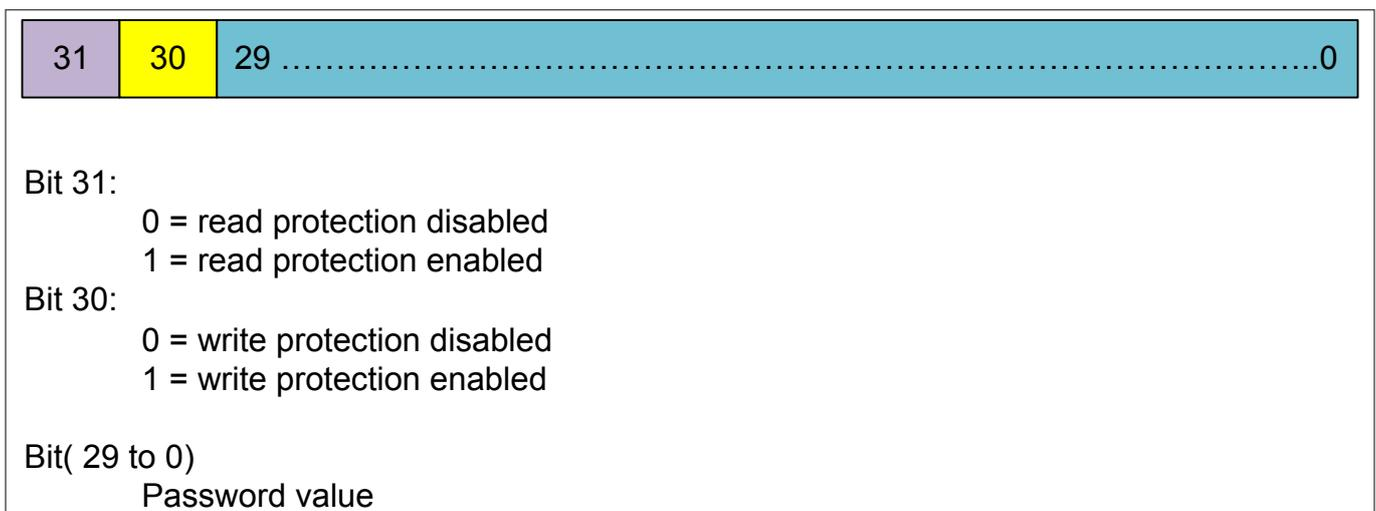 31 30 29 ……………………………………………………………………………………..0
Bit 31:
0 = read protection disabled
1 = read protection enabled
Bit 30:
0 = write protection disabled
1 = write protection enabled
Bit( 29 to 0)
Password value